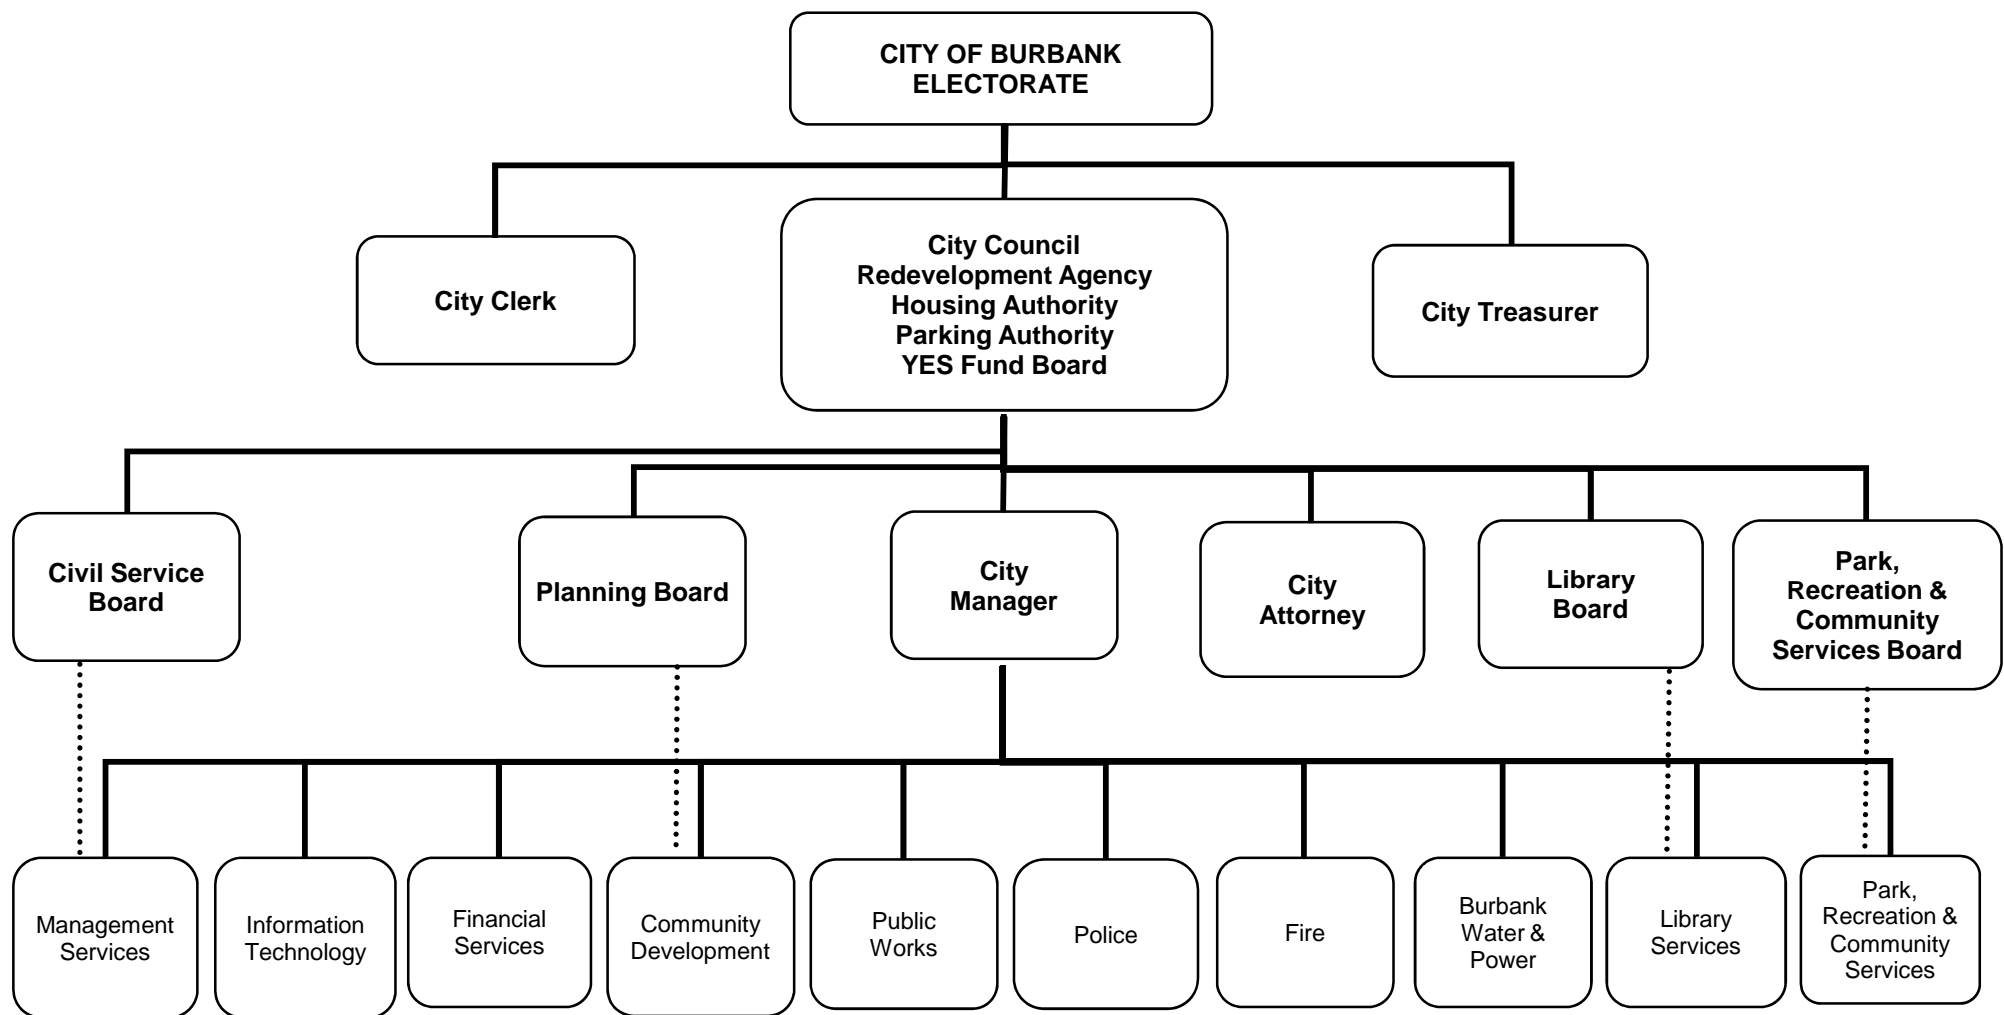 CITY OF BURBANK
ELECTORATE
City Clerk
City Council
Redevelopment Agency
Housing Authority
Parking Authority
YES Fund Board
City Treasurer
Civil Service
Board
Planning Board
City
Manager
City
Attorney
Library
Board
Park,
Recreation &
Community
Services Board
Management
Services
Information
Technology
Financial
Services
Community
Development
Public
Works
Police
Fire
Burbank
Water &
Power
Library
Services
Park,
Recreation &
Community
Services